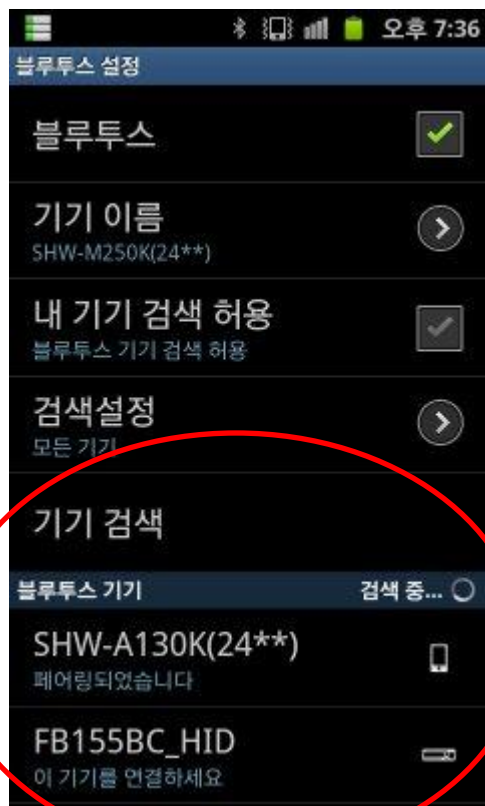 오후 7:36
블루투스 설정
블루투스
기기 이름
SHW-M250K(24**)
내 기기 검색 허용
블루투스 기기 검색 허용
검색설정
모든 기기
기기 검색
블루투스 기기 검색 중...
SHW-A130K(24**)
페어링되었습니다
FB155BC_HID
이 기기를 연결하세요